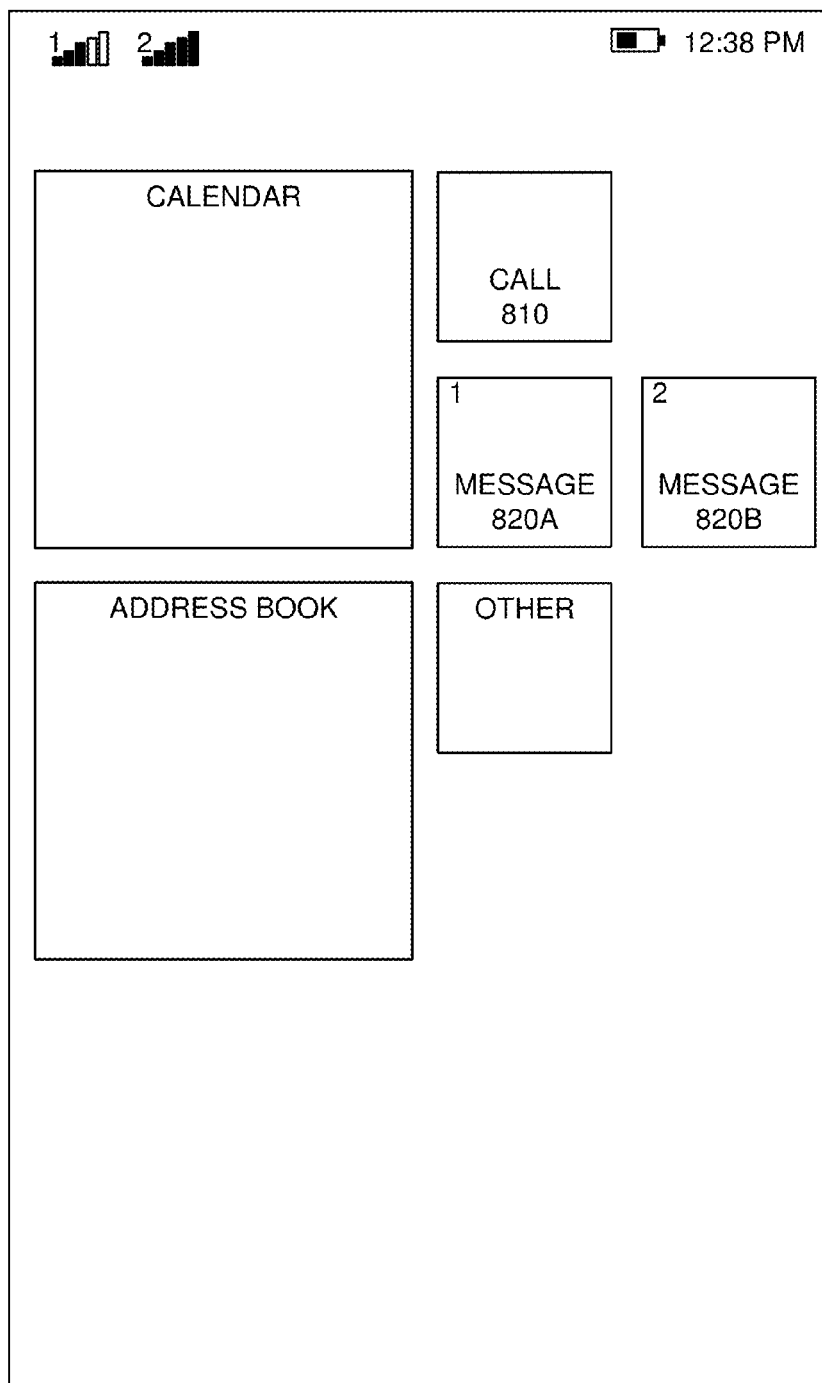 1 2 12:38 PM
CALENDAR
CALL
810
1
MESSAGE
820A
2
MESSAGE
820B
ADDRESS BOOK
OTHER